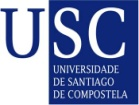 USC
UNIVERSIDADE
DE SANTIAGO
DE COMPOSTELA